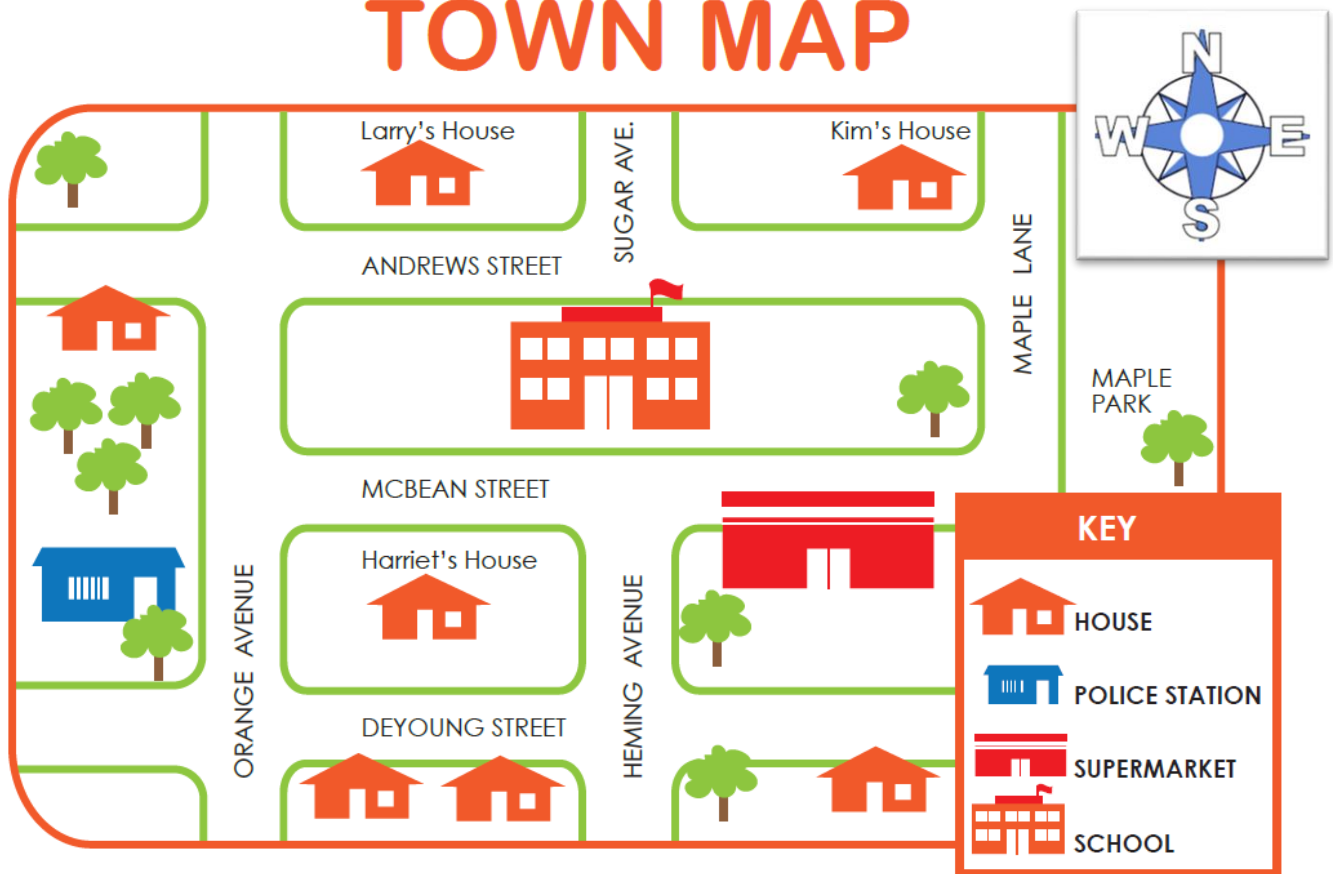 TOWN MAP
N
W
E
S
Larry's House
SUGAR AVE.
Kim's House
ANDREWS STREET
MAPLE LANE
MAPLE
PARK
MCBEAN STREET
Harriet's House
ORANGE AVENUE
HEMING AVENUE
DEYOUNG STREET
KEY
HOUSE
POLICE STATION
SUPERMARKET
SCHOOL